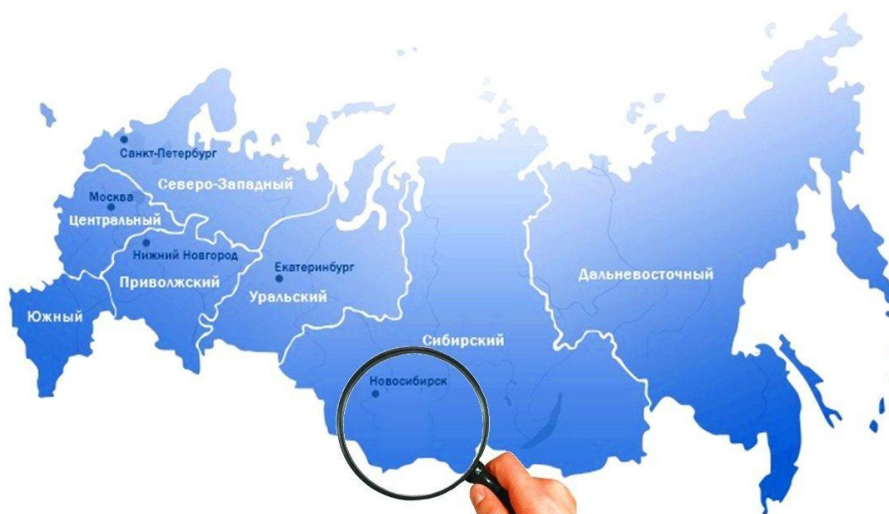 Санкт-Петербург
Северо-Западный
Москва
Центральный
Нижний Новгород
Екатеринбург
Приволжский
Уральский
Дальневосточный
Южный
Сибирский
Новосибирск